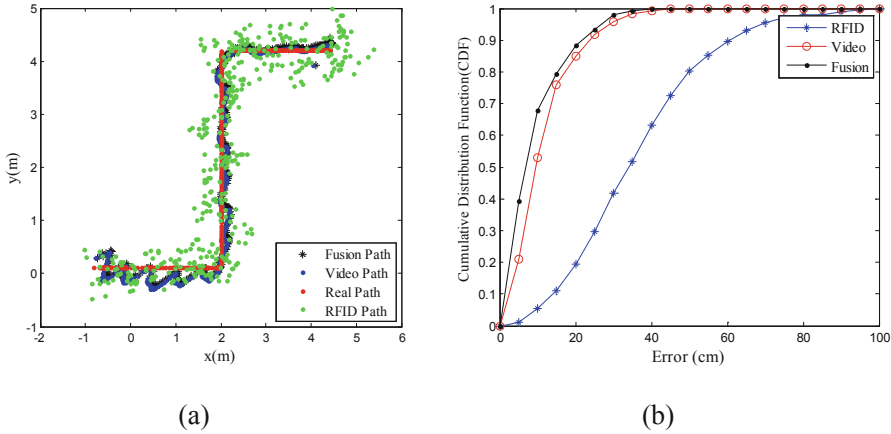 5
4
3
2
1
0
-1
-2 -1 0 1 2 3 4 5 6
y(m)
x(m)
Fusion Path
Video Path
Real Path
RFID Path
(a)
1
0.9
0.8
0.7
0.6
0.5
0.4
0.3
0.2
0.1
0
0 20 40 60 80 100
Cumulative Distribution Function(CDF)
Error (cm)
RFID
Video
Fusion
(b)